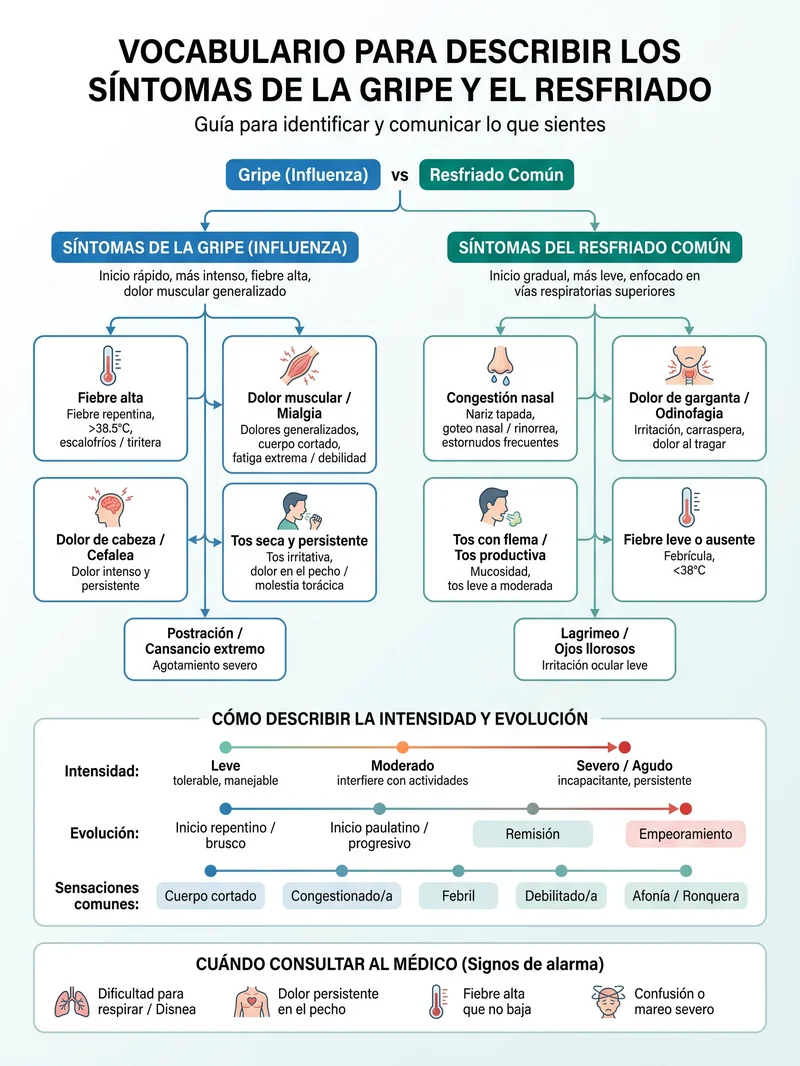 VOCABULARIO PARA DESCRIBIR LOS
SÍNTOMAS DE LA GRIPE Y EL RESFRIADO
Guía para identificar y comunicar lo que sientes
Gripe (Influenza) vs Resfriado Común
SÍNTOMAS DE LA GRIPE (INFLUENZA)
Inicio rápido, más intenso, fiebre alta,
dolor muscular generalizado
Fiebre alta
Fiebre repentina,
>38.5°C,
escalofríos / tiritera
Dolor muscular /
Mialgia
Dolores generalizados,
cuerpo cortado,
fatiga extrema / debilidad
Dolor de cabeza /
Cefalea
Dolor intenso y
persistente
Tos seca y persistente
Tos irritativa,
dolor en el pecho /
molestia torácica
Postración /
Cansancio extremo
Agotamiento severo
SÍNTOMAS DEL RESFRIADO COMÚN
Inicio gradual, más leve, enfocado en
vías respiratorias superiores
Congestión nasal
Nariz tapada,
goteo nasal / rinorrea,
estornudos frecuentes
Dolor de garganta /
Odinofagia
Irritación, carraspera,
dolor al tragar
Tos con flema /
Tos productiva
Mucosidad,
tos leve a moderada
Fiebre leve o ausente
Febrícula,
<38°C
Lagrimeo /
Ojos llorosos
Irritación ocular leve
CÓMO DESCRIBIR LA INTENSIDAD Y EVOLUCIÓN
Intensidad:
Leve
tolerable, manejable
Moderado
interfiere con actividades
Severo / Agudo
incapacitante, persistente
Evolución:
Inicio repentino /
brusco
Inicio paulatino /
progresivo
Remisión
Empeoramiento
Sensaciones
comunes:
Cuerpo cortado
Congestionado/a
Febril
Debilitado/a
Afonía / Ronquera
CUÁNDO CONSULTAR AL MÉDICO (Signos de alarma)
Dificultad para
respirar / Disnea
Dolor persistente
en el pecho
Fiebre alta
que no baja
Confusión o
mareo severo